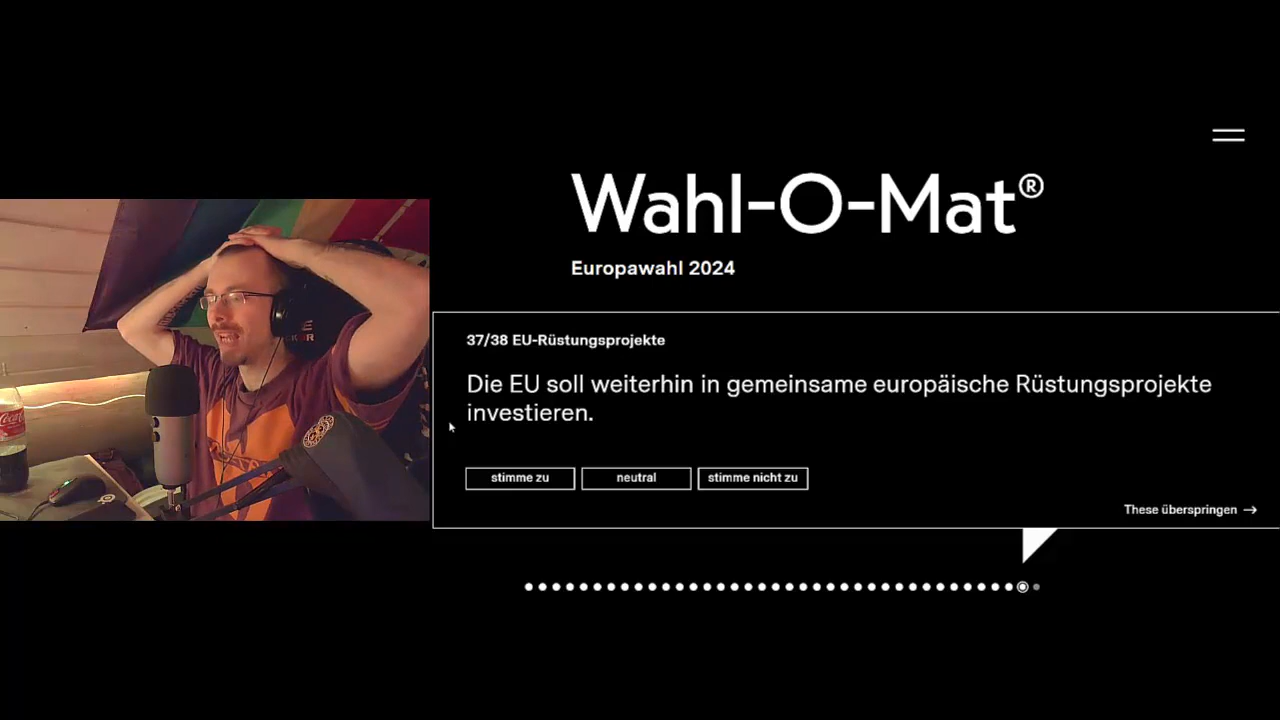 Wahl-O-Mat®
Europawahl 2024
37/38 EU-Rüstungsprojekte
Die EU soll weiterhin in gemeinsame europäische Rüstungsprojekte
investieren.
stimme zu
neutral
stimme nicht zu
These überspringen →